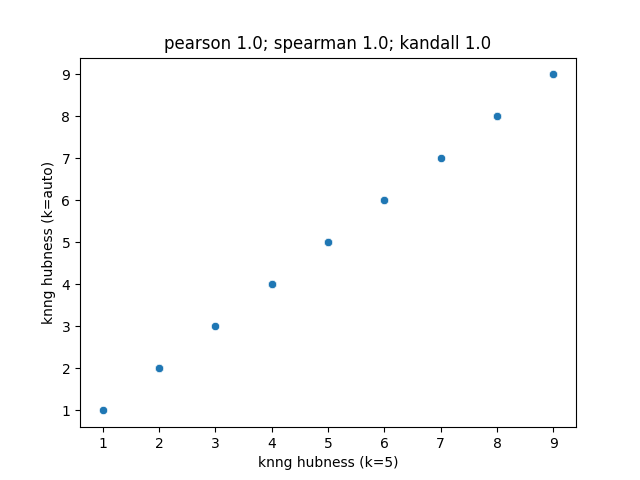 pearson 1.0; spearman 1.0; kandall 1.0
9
8
7
6
5
4
3
2
1
knng hubness (k=auto)
1 2 3 4 5 6 7 8 9
knng hubness (k=5)